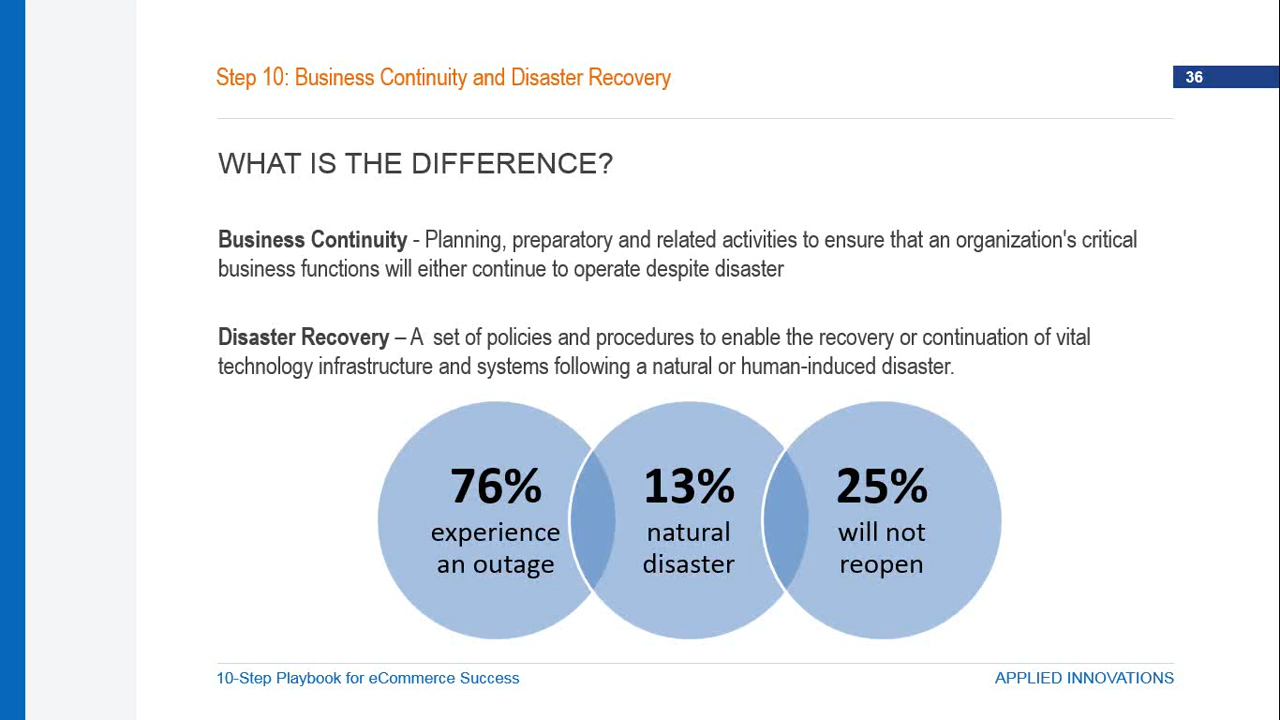 Step 10: Business Continuity and Disaster Recovery
36
WHAT IS THE DIFFERENCE?
Business Continuity - Planning, preparatory and related activities to ensure that an organization's critical
business functions will either continue to operate despite disaster
Disaster Recovery – A  set of policies and procedures to enable the recovery or continuation of vital
technology infrastructure and systems following a natural or human-induced disaster.
76%
experience
an outage
13%
natural
disaster
25%
will not
reopen
10-Step Playbook for eCommerce Success
APPLIED INNOVATIONS